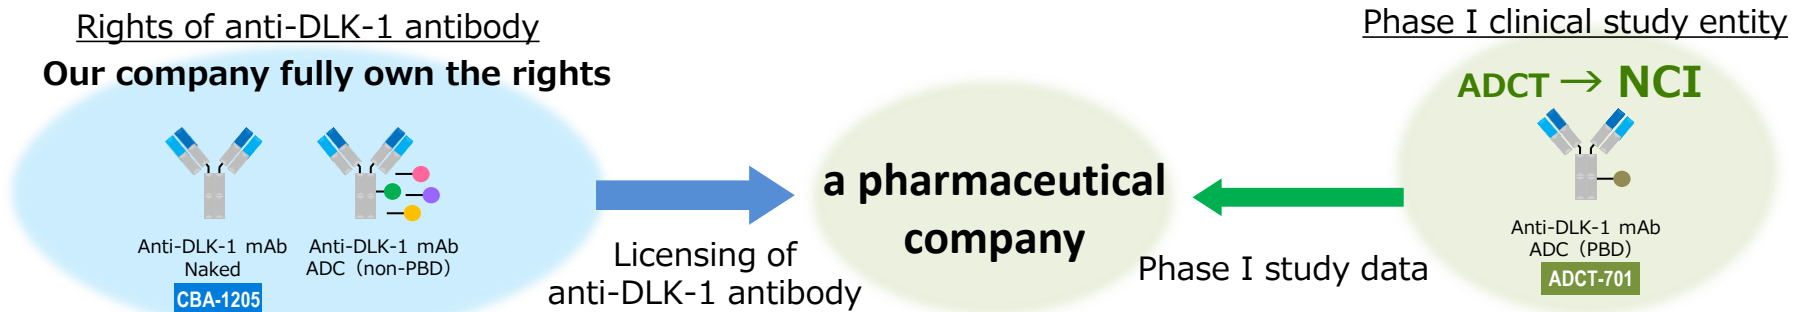 Rights of anti-DLK-1 antibody
Our company fully own the rights
Anti-DLK-1 mAb
Naked
CBA-1205
Anti-DLK-1 mAb
ADC（non-PBD）
Licensing of
anti-DLK-1 antibody
a pharmaceutical
company
Phase I study data
Phase I clinical study entity
ADCT → NCI
Anti-DLK-1 mAb
ADC（PBD）
ADCT-701